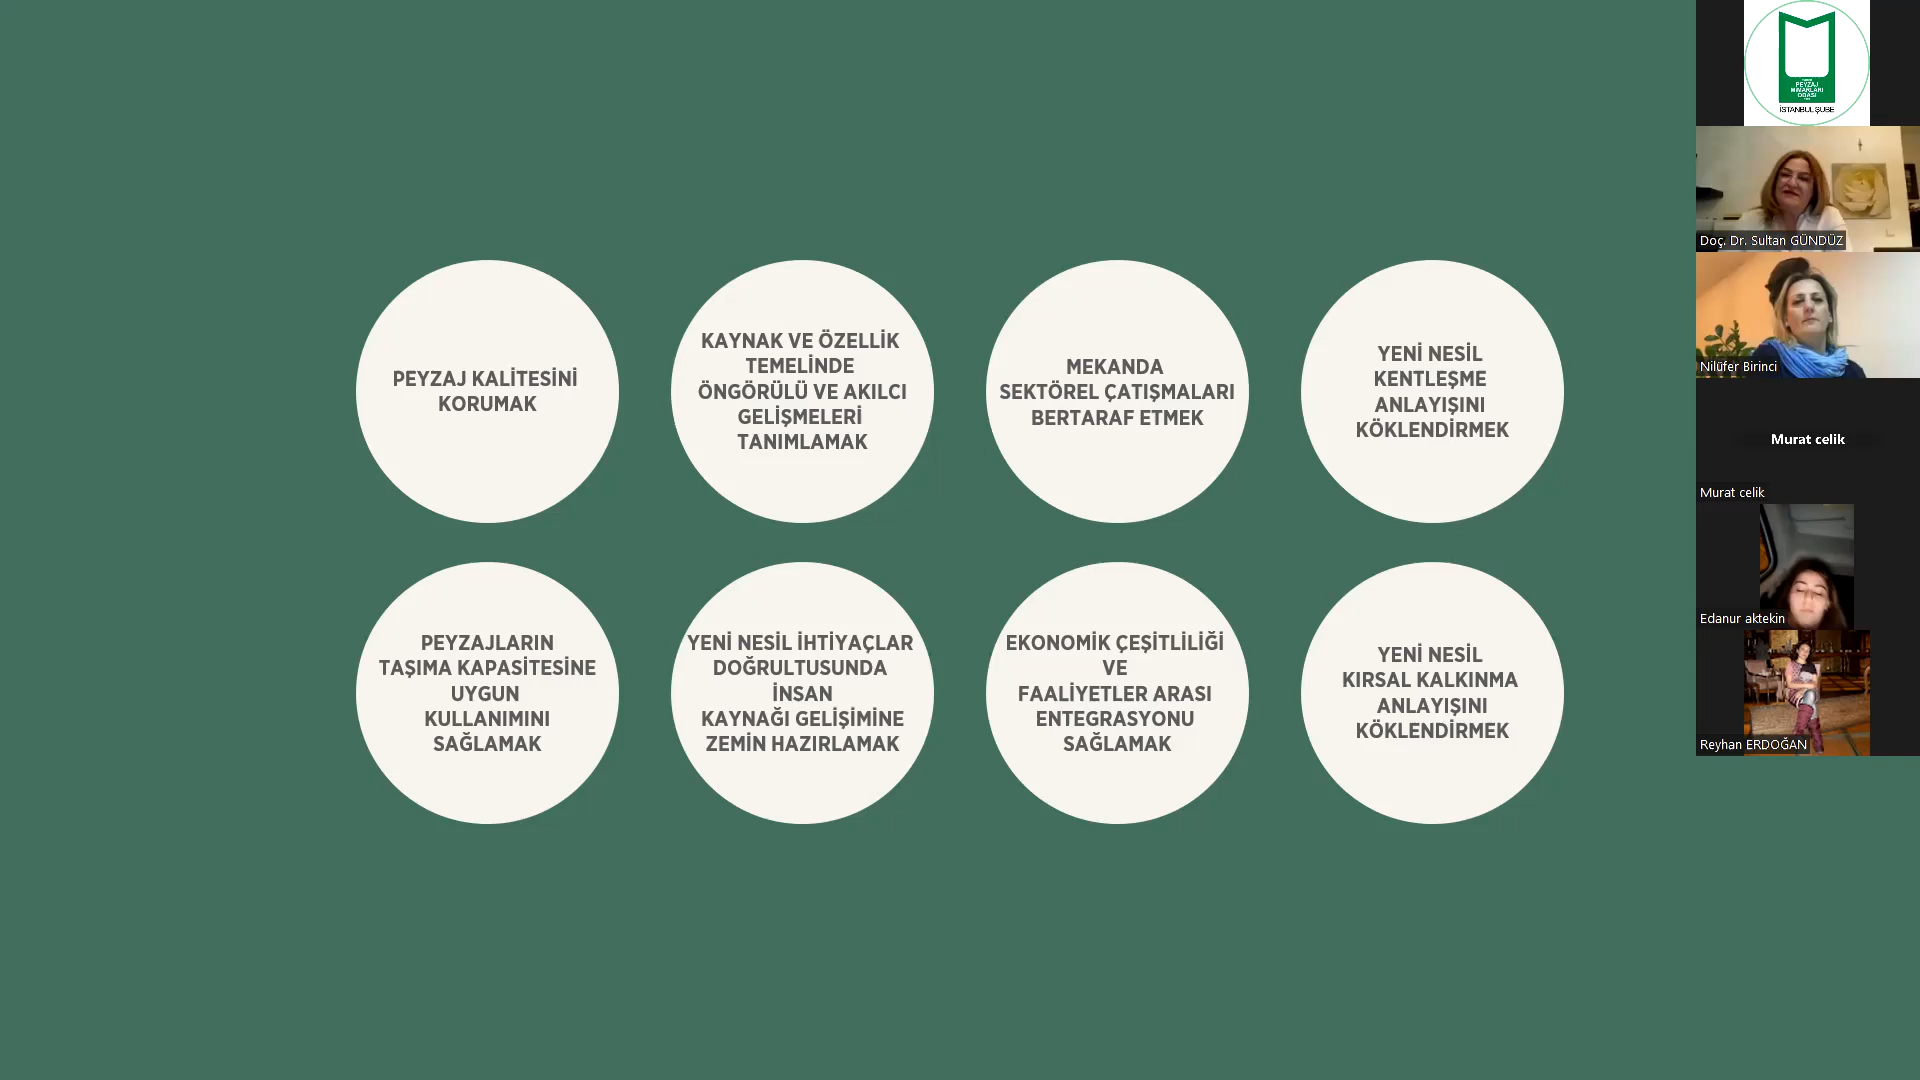 PEYZAJ KALİTESİNİ
KORUMAK
KAYNAK VE ÖZELLİK
TEMELİNDE
ÖNGÖRÜLÜ VE AKILCI
GELİŞMELERİ
TANIMLAMAK
MEKANDA
SEKTÖREL ÇATIŞMALARI
BERTARAF ETMEK
YENİ NESİL
KENTLEŞME
ANLAYIŞINI
KÖKLENDİRMEK
PEYZAJLARIN
TAŞIMA KAPASİTESİNE
UYGUN
KULLANIMINI
SAĞLAMAK
YENİ NESİL İHTİYAÇLAR
DOĞRULTUSUNDA
İNSAN
KAYNAĞI GELİŞİMİNE
ZEMİN HAZIRLAMAK
EKONOMİK ÇEŞİTLİLİĞİ
VE
FAALİYETLER ARASI
ENTEGRASYONU
SAĞLAMAK
YENİ NESİL
KIRSAL KALKINMA
ANLAYIŞINI
KÖKLENDİRMEK
PEYZAJ
MİMARLARI
ODASI
İSTANBUL ŞUBE
Doç. Dr. Sultan GÜNDÜZ
Nilüfer Birinci
Murat celik
Murat celik
Edanur aktekin
Reyhan ERDOĞAN